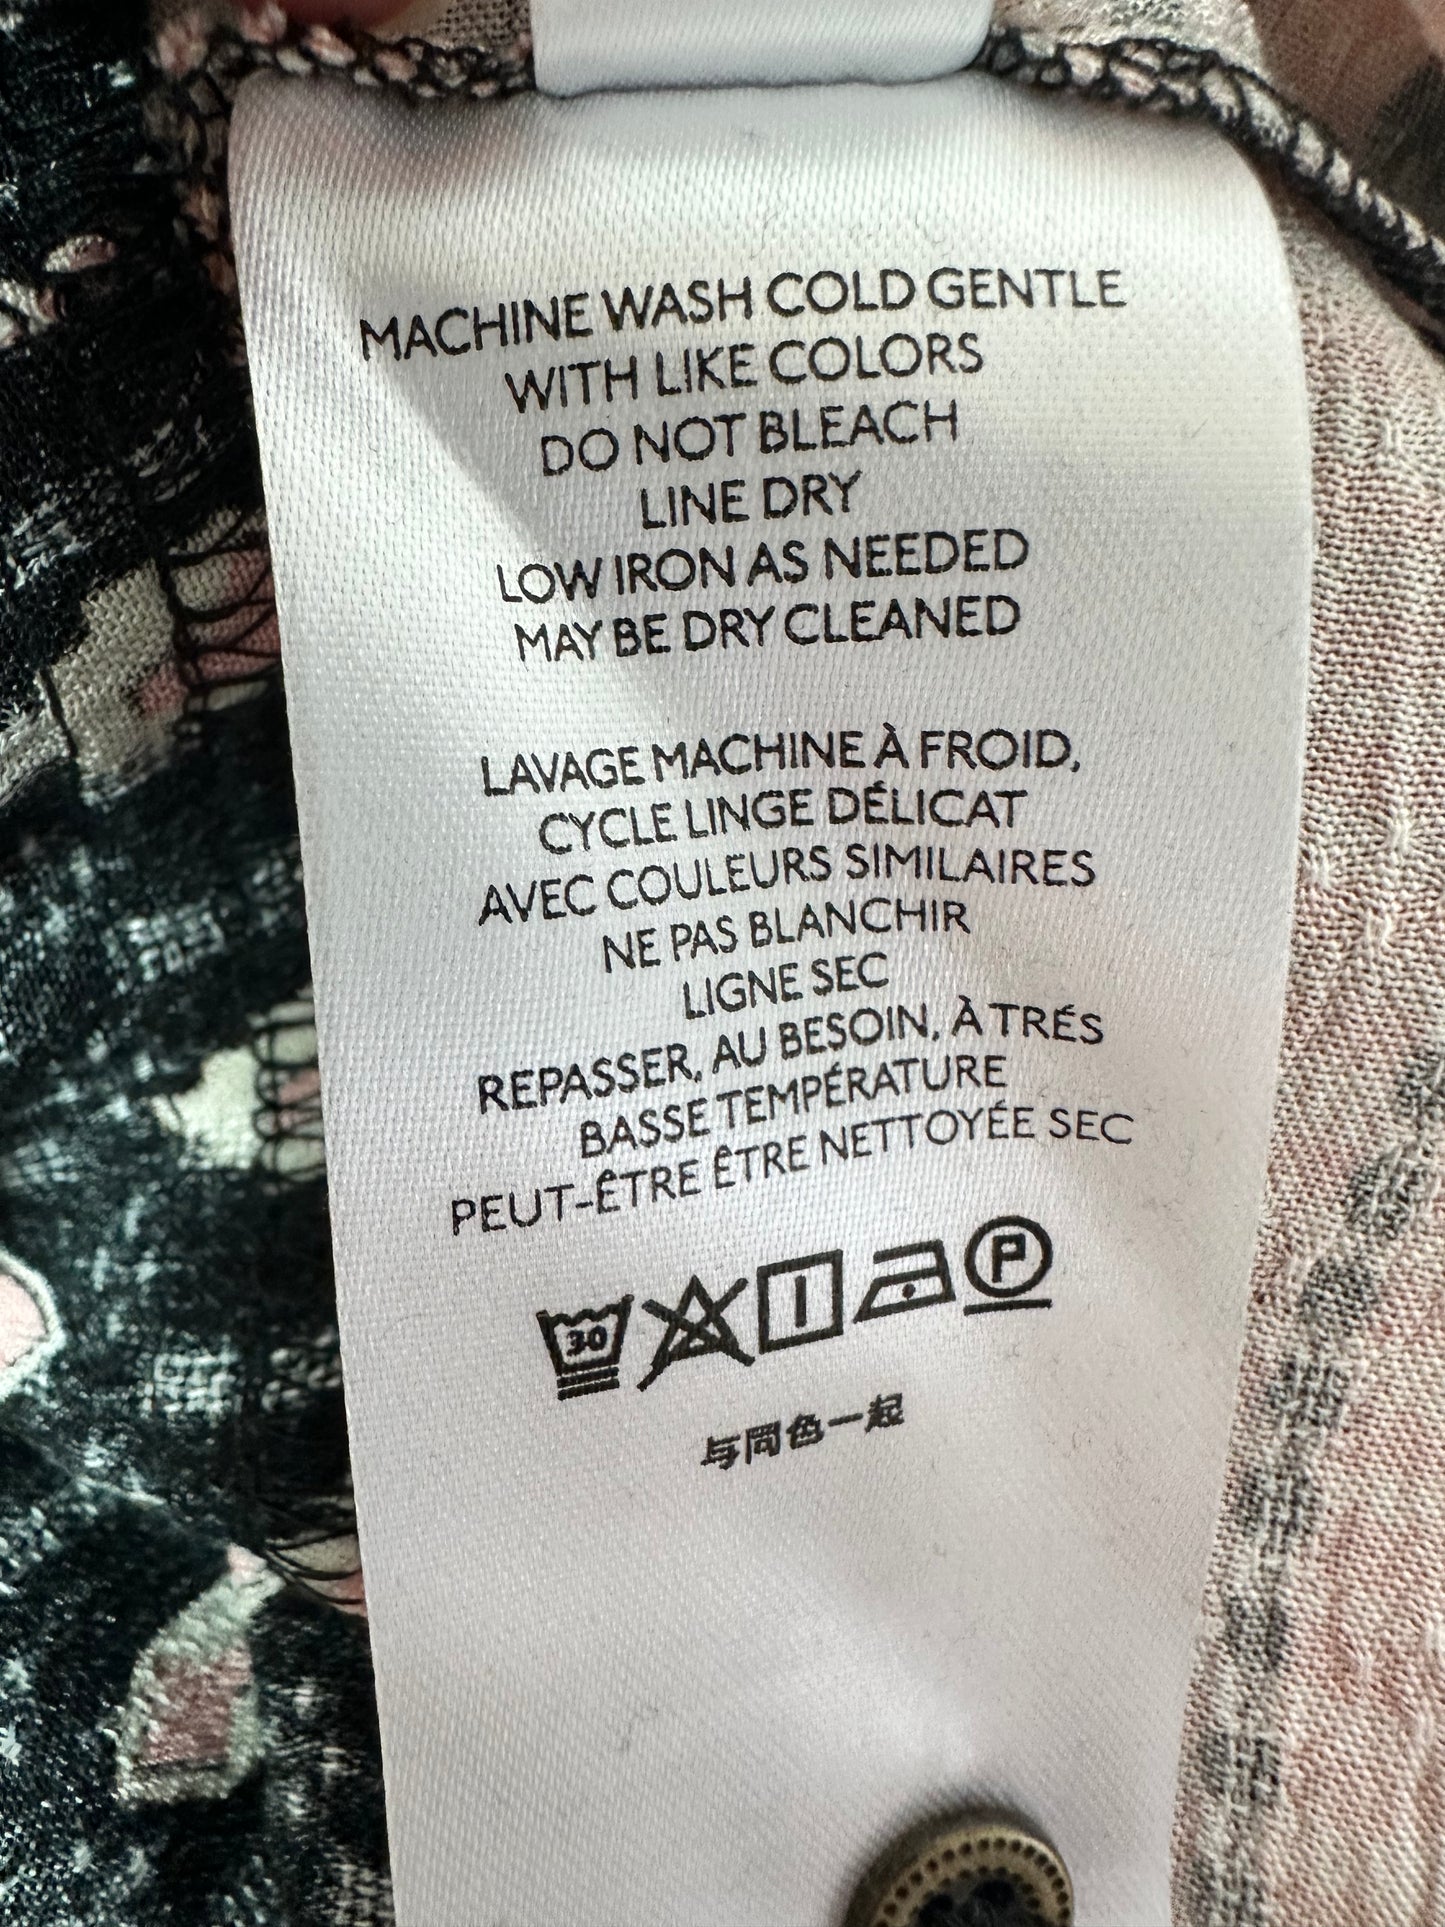 MACHINE WASH COLD GENTLE
WITH LIKE COLORS
DO NOT BLEACH
LINE DRY
LOW IRON AS NEEDED
MAY BE DRY CLEANED
LAVAGE MACHINE À FROID,
CYCLE LINGE DÉLICAT
AVEC COULEURS SIMILAIRES
NE PAS BLANCHIR
LIGNE SEC
REPASSER, AU BESOIN, À TRÉS
BASSE TEMPÉRATURE
PEUT-ÊTRE ÊTRE NETTOYÉE SEC
30 P
与同色一起